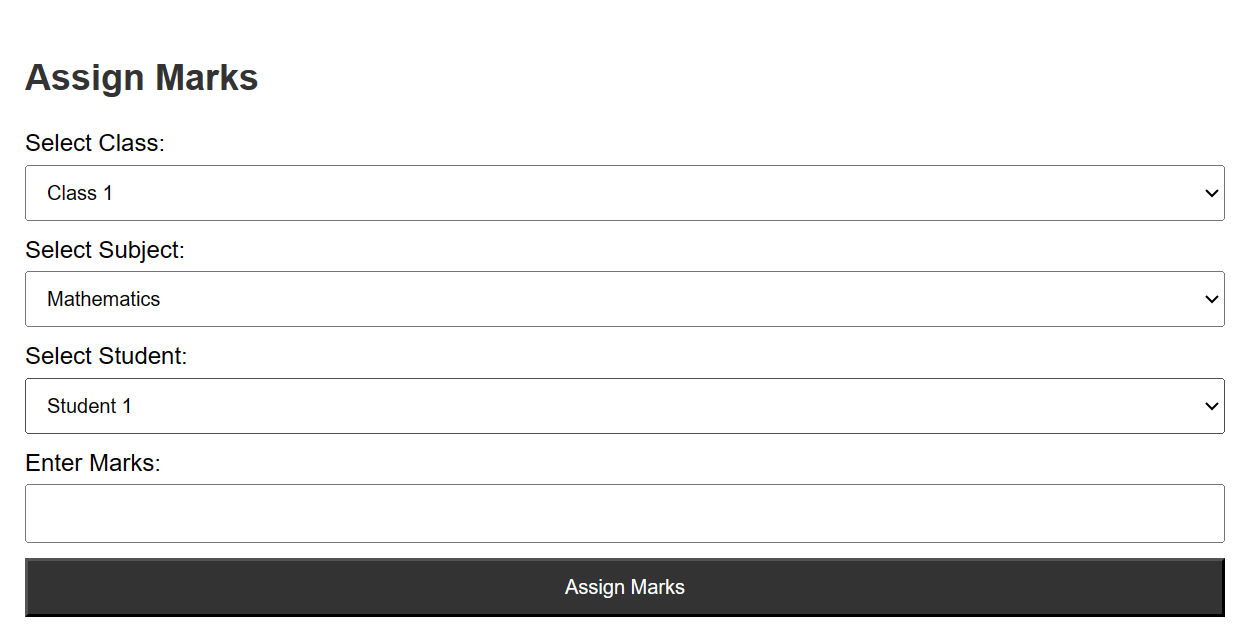 Assign Marks
Select Class:
Class 1
Select Subject:
Mathematics
Select Student:
Student 1
Enter Marks:
Assign Marks